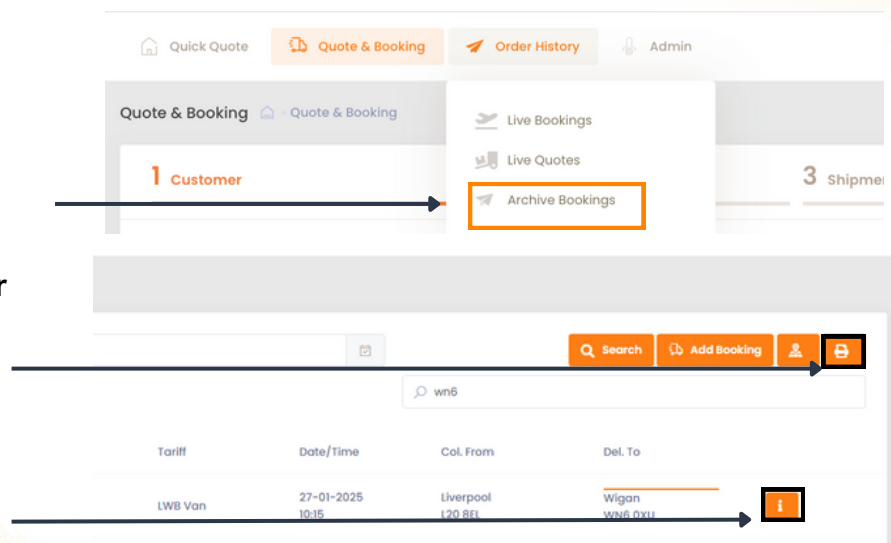 Quick Quote Quote & Booking Order History Admin
Quote & Booking Quote & Booking
Live Bookings
Live Quotes
1 Customer
3 Shipme
Archive Bookings
r
Search Add Booking
wn6
Tariff Date/Time Col. From Del. To
LWB Van 27-01-2025 Liverpool Wigan i
10:15 L20 8EL WN6 0XU